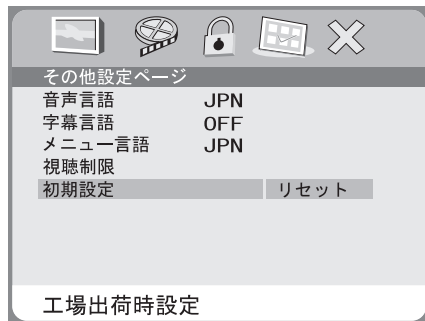 その他設定ページ
音声言語 JPN
字幕言語 OFF
メニュー言語 JPN
視聴制限
初期設定 リセット
工場出荷時設定